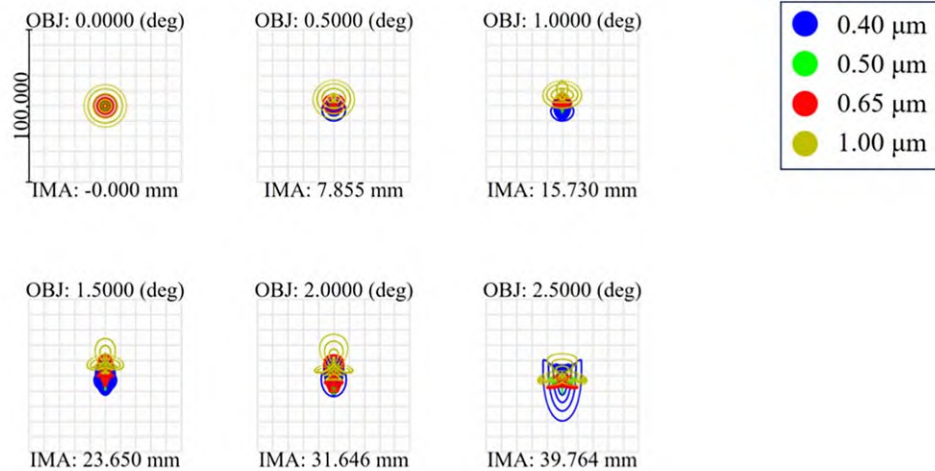 OBJ: 0.0000 (deg)
OBJ: 0.5000 (deg)
OBJ: 1.0000 (deg)
100.000
IMA: -0.000 mm
IMA: 7.855 mm
IMA: 15.730 mm
0.40 μm
0.50 μm
0.65 μm
1.00 μm
OBJ: 1.5000 (deg)
OBJ: 2.0000 (deg)
OBJ: 2.5000 (deg)
IMA: 23.650 mm
IMA: 31.646 mm
IMA: 39.764 mm